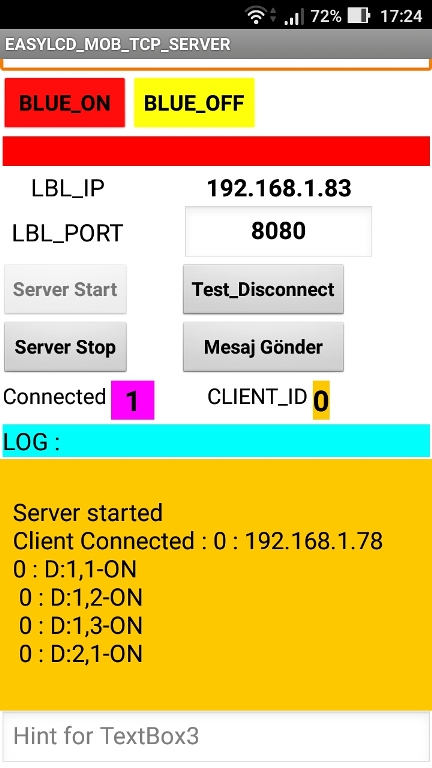 72% 17:24
EASYLCD_MOB_TCP_SERVER
BLUE_ON BLUE_OFF
LBL_IP 192.168.1.83
LBL_PORT 8080
Server Start Test_Disconnect
Server Stop Mesaj Gönder
Connected 1 CLIENT_ID 0
LOG :
Server started
Client Connected : 0 : 192.168.1.78
0 : D:1,1-ON
0 : D:1,2-ON
0 : D:1,3-ON
0 : D:2,1-ON
Hint for TextBox3